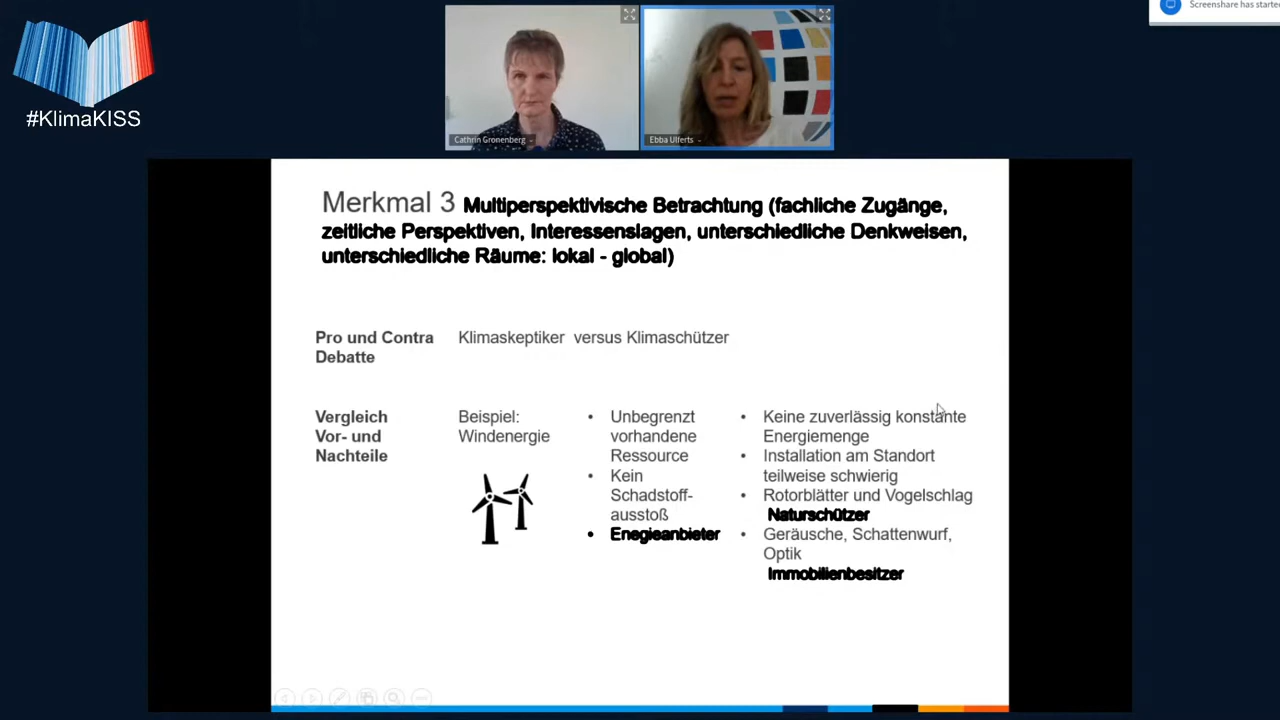 Screenshare has starte
#KlimaKISS
Cathrin Gronenberg
Ebba Ulferts
Merkmal 3 Multiperspektivische Betrachtung (fachliche Zugänge,
zeitliche Perspektiven, Interessenslagen, unterschiedliche Denkweisen,
unterschiedliche Räume: lokal - global)
Pro und Contra
Debatte
Klimaskeptiker versus Klimaschützer
Vergleich
Vor- und
Nachteile
Beispiel:
Windenergie
• Unbegrenzt
vorhandene
Ressource
• Kein
Schadstoff-
ausstoß
• Enegieanbieter
• Keine zuverlässig konstante
Energiemenge
• Installation am Standort
teilweise schwierig
• Rotorblätter und Vogelschlag
Naturschützer
• Geräusche, Schattenwurf,
Optik
Immobilienbesitzer